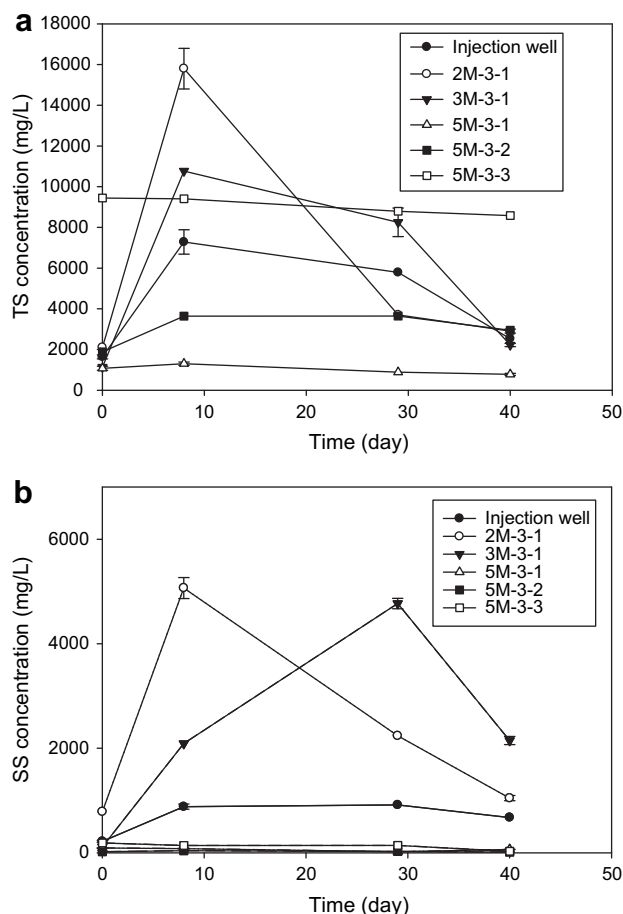 a
18000
16000
14000
12000
10000
8000
6000
4000
2000
0
TS concentration (mg/L)
Injection well
2M-3-1
3M-3-1
5M-3-1
5M-3-2
5M-3-3
0 10 20 30 40 50
Time (day)
b
6000
4000
2000
0
SS concentration (mg/L)
Injection well
2M-3-1
3M-3-1
5M-3-1
5M-3-2
5M-3-3
0 10 20 30 40 50
Time (day)